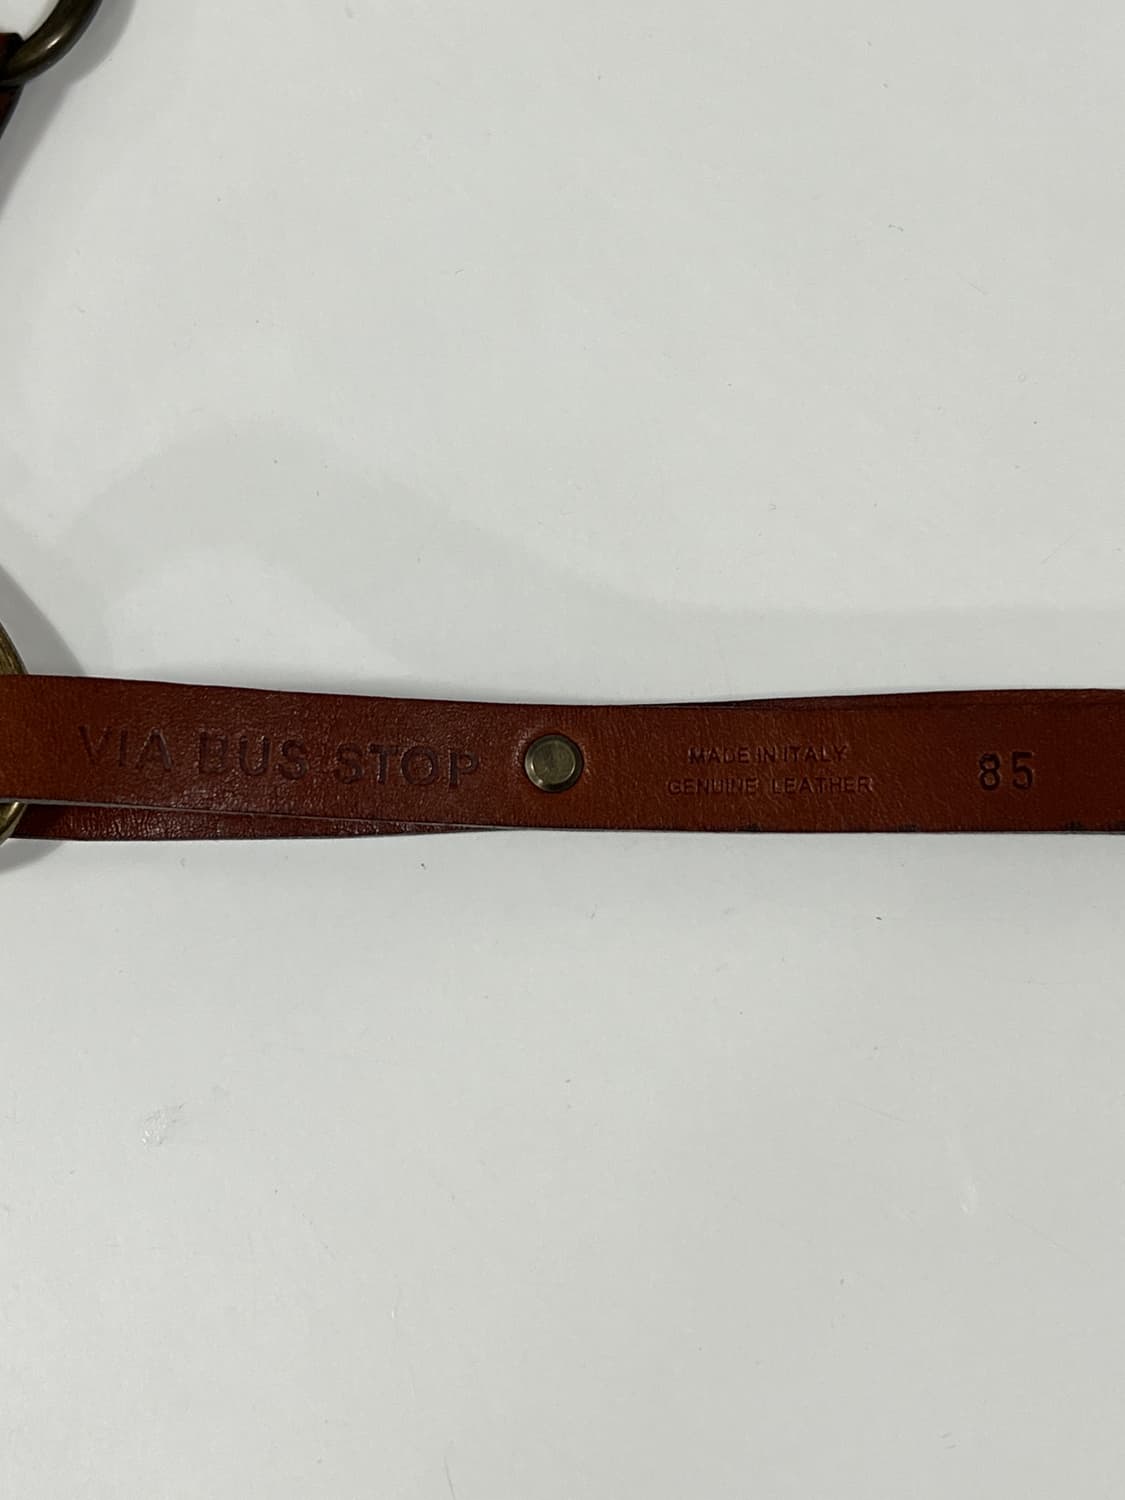 VIA BUS STOP
MADE IN ITALY
GENUINE LEATHER
85